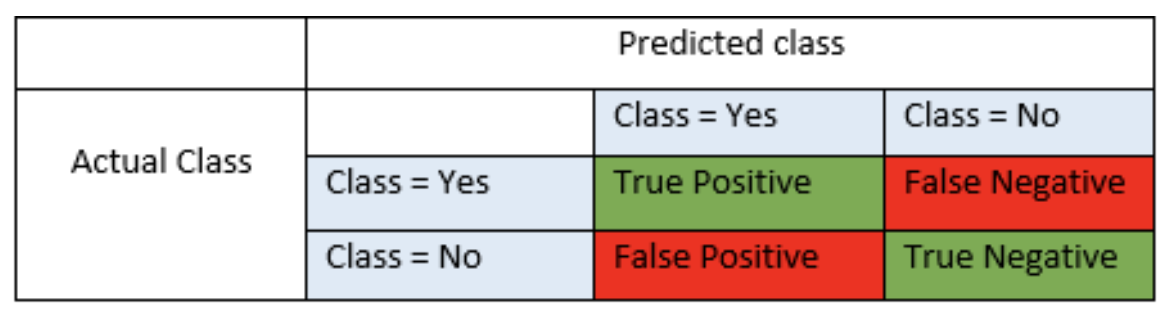 Predicted class
Actual Class
Class = Yes
Class = No
Class = Yes
True Positive
False Negative
Class = No
False Positive
True Negative